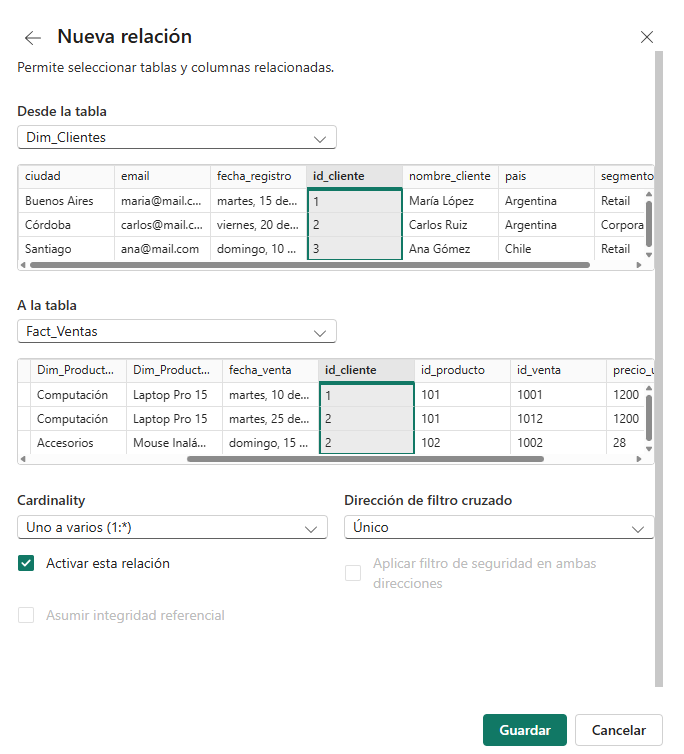 Nueva relación
Permite seleccionar tablas y columnas relacionadas.
Desde la tabla
Dim_Clientes
ciudad email fecha_registro id_cliente nombre_cliente pais segmento
Buenos Aires maria@mail.c... martes, 15 de... 1 María López Argentina Retail
Córdoba carlos@mail.c... viernes, 20 de... 2 Carlos Ruiz Argentina Corpora
Santiago ana@mail.com domingo, 10 ... 3 Ana Gómez Chile Retail
A la tabla
Fact_Ventas
Dim_Product... Dim_Product... fecha_venta id_cliente id_producto id_venta precio_u
Computación Laptop Pro 15 martes, 10 de... 1 101 1001 1200
Computación Laptop Pro 15 martes, 25 de... 2 101 1012 1200
Accesorios Mouse Inalá... domingo, 15 ... 2 102 1002 28
Cardinality Dirección de filtro cruzado
Uno a varios (1:*) Único
Activar esta relación Aplicar filtro de seguridad en ambas
direcciones
Asumir integridad referencial
Guardar Cancelar